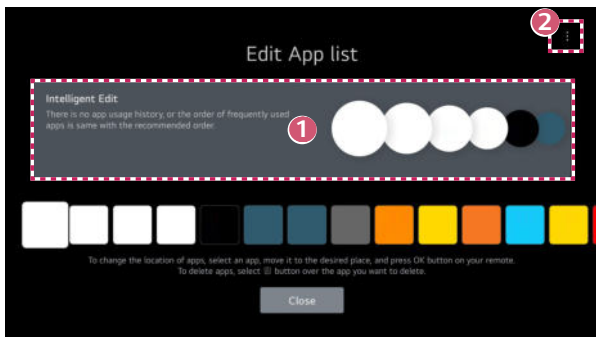 2
Edit App list
Intelligent Edit
There is no app usage history, or the order of frequently used
apps is same with the recommended order.
1
To change the location of apps, select an app, move it to the desired place, and press OK button on your remote.
To delete apps, select 🗑 button over the app you want to delete.
Close